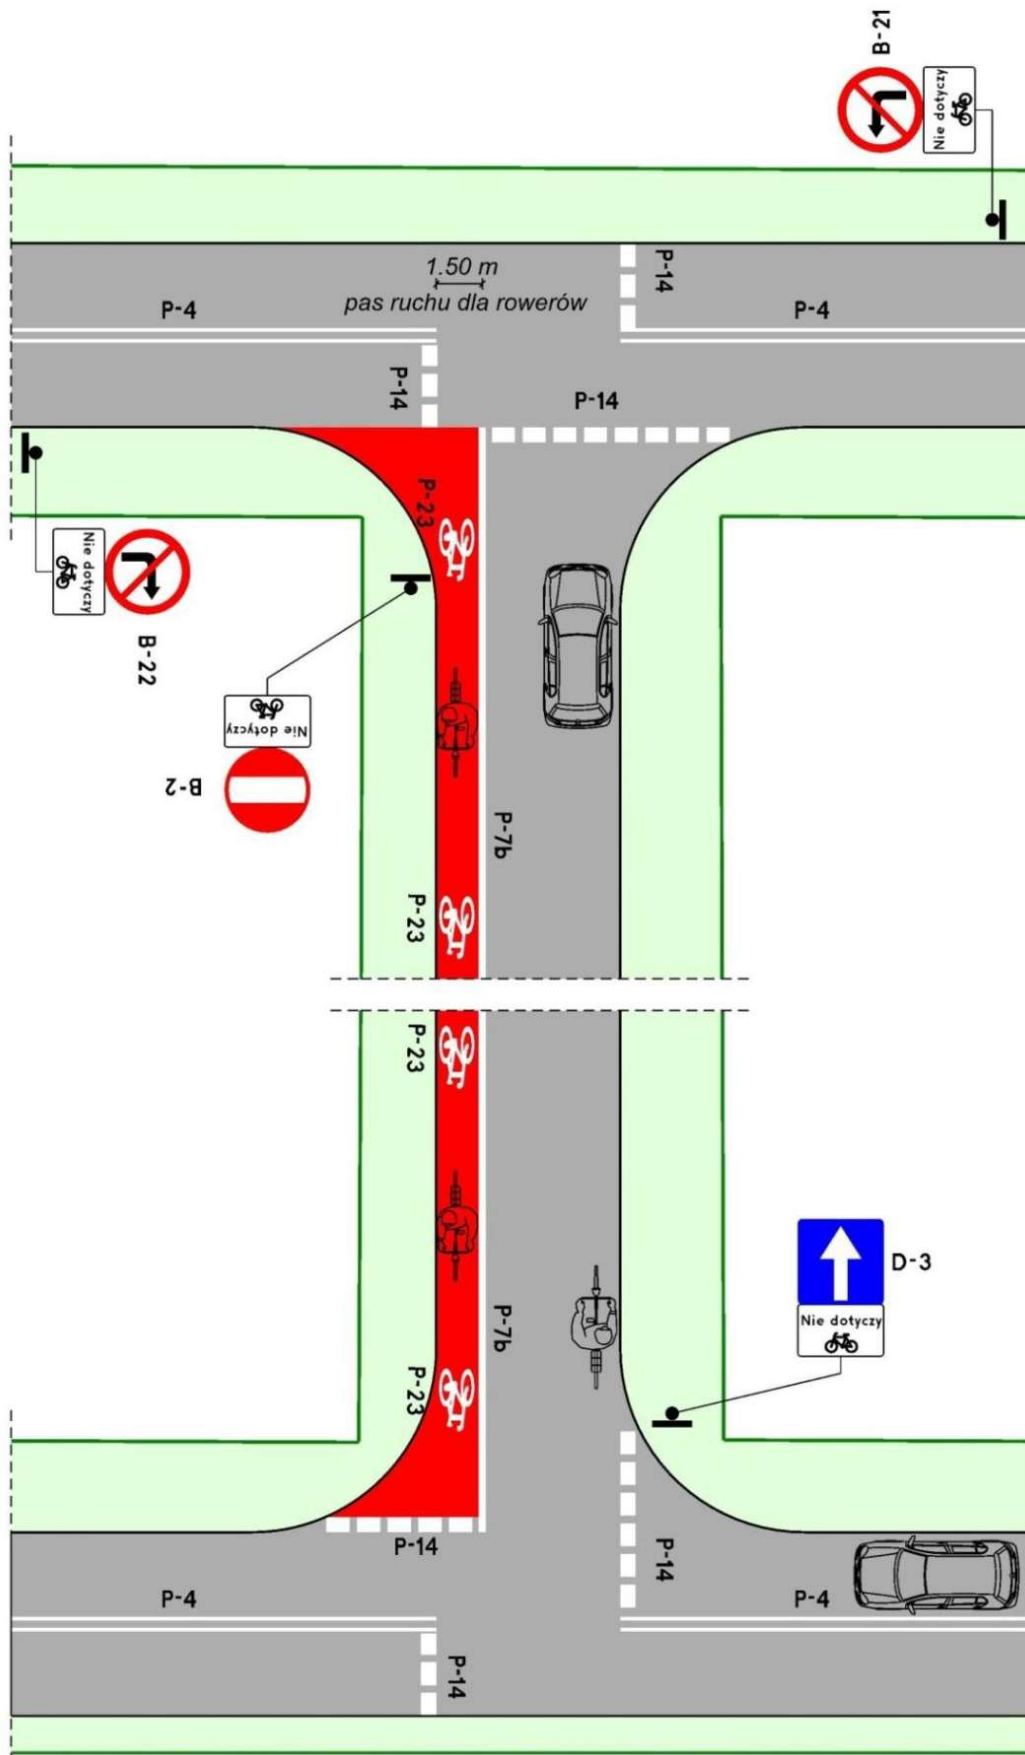 B-21
Nie dotyczy
P-14
1.50 m
pas ruchu dla rowerów
P-4
P-4
P-14
P-14
P-23
Nie dotyczy
B-22
Nie dotyczy
B-2
P-7b
P-23
P-23
D-3
Nie dotyczy
P-7b
P-23
P-14
P-14
P-4
P-4
P-14